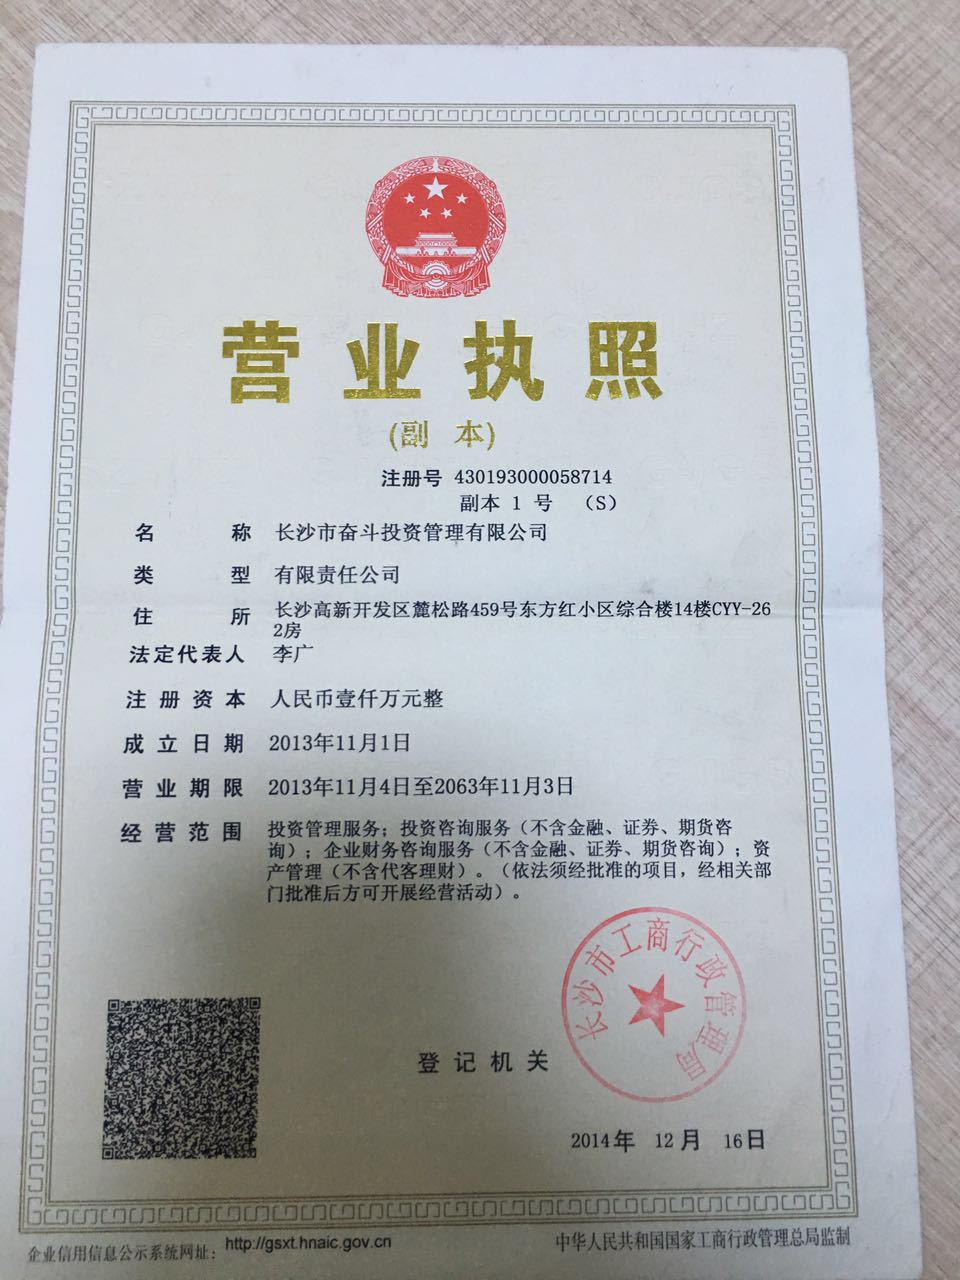 营业执照
(副 本)
注册号 430193000058714
副本 1 号 （S）
名称 长沙市奋斗投资管理有限公司
类型 有限责任公司
住所 长沙高新开发区麓松路459号东方红小区综合楼14楼CYY-26
2房
法定代表人 李广
注册资本 人民币壹仟万元整
成立日期 2013年11月1日
营业期限 2013年11月4日至2063年11月3日
经营范围 投资管理服务；投资咨询服务（不含金融、证券、期货咨
询）；企业财务咨询服务（不含金融、证券、期货咨询）；资
产管理（不含代客理财）。（依法须经批准的项目，经相关部
门批准后方可开展经营活动）。
长沙市工商行政管理局
登记机关
2014年 12月 16日
企业信用信息公示系统网址： http://gsxt.hnaic.gov.cn
中华人民共和国国家工商行政管理总局监制